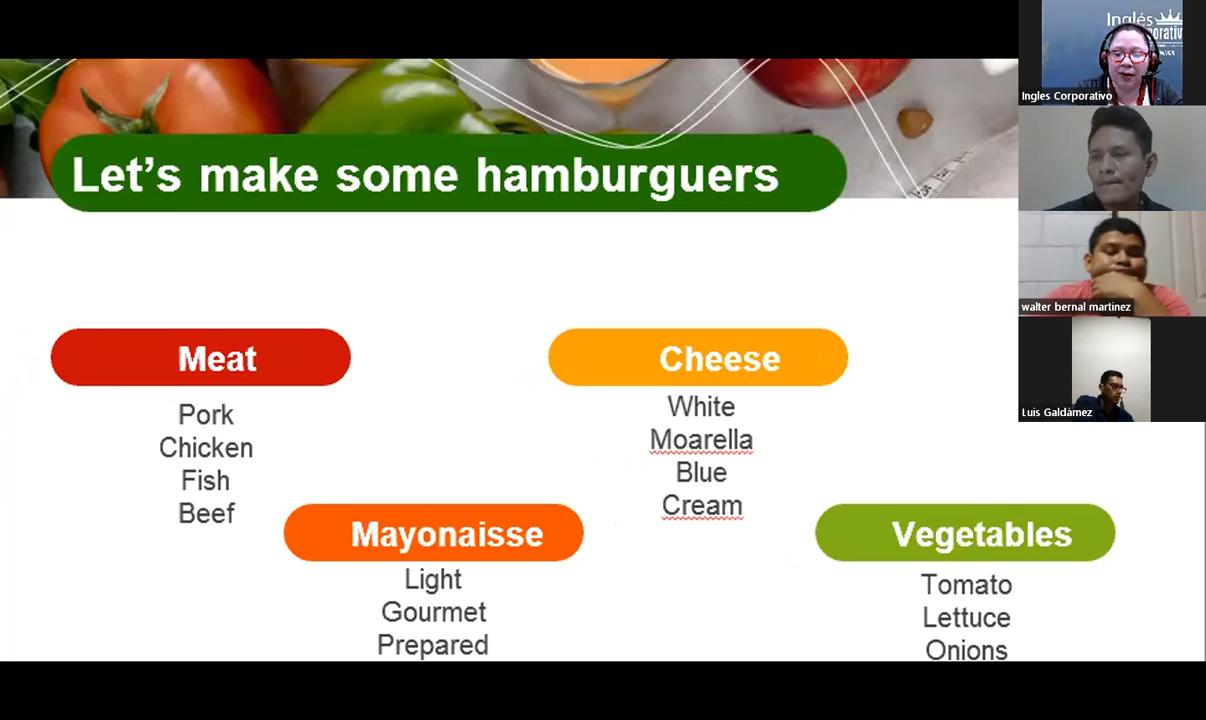 Let's make some hamburguers
Meat
Pork
Chicken
Fish
Beef
Cheese
White
Moarella
Blue
Cream
Mayonaisse
Light
Gourmet
Prepared
Vegetables
Tomato
Lettuce
Onions
Inglés
Ingles Corporativo
walter bernal martinez
Luis Galdámez